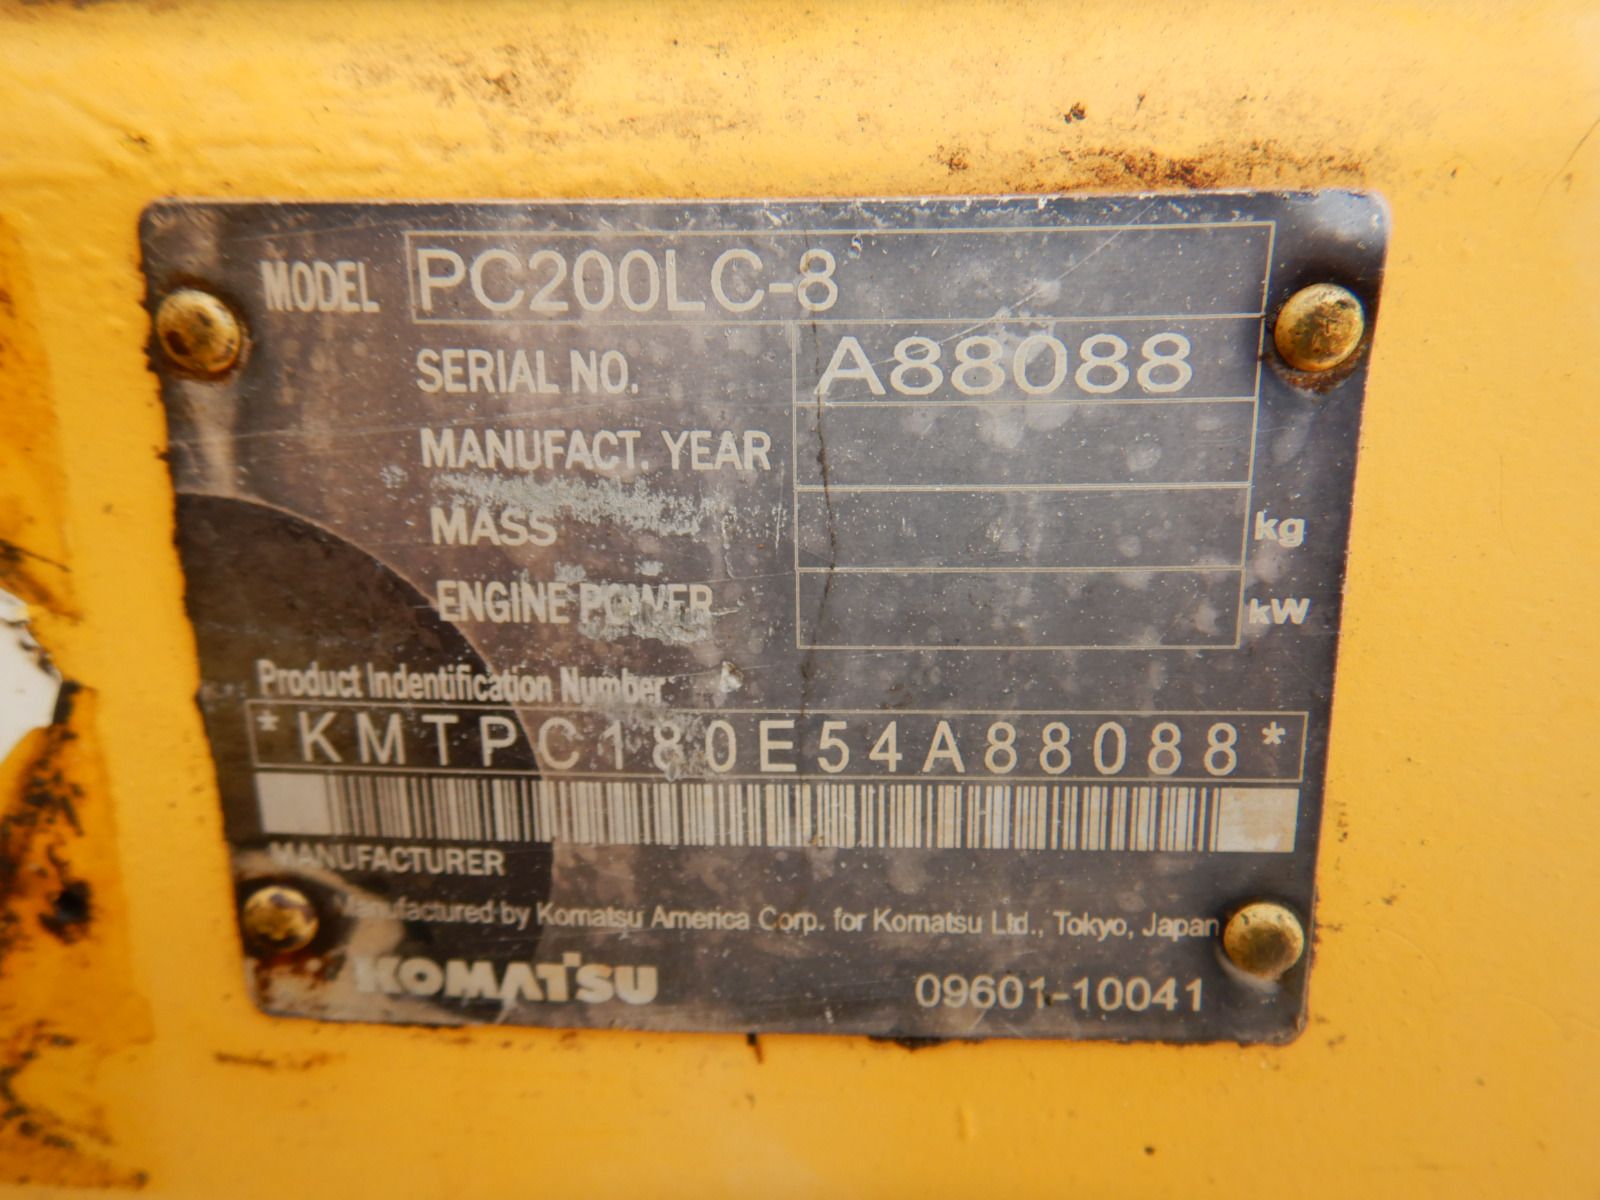 MODEL PC200LC-8
SERIAL NO. A88088
MANUFACT. YEAR
MASS kg
ENGINE POWER kW
Product Indentification Number
*KMTPC180E54A88088*
MANUFACTURER
Manufactured by Komatsu America Corp. for Komatsu Ltd., Tokyo, Japan
KOMATSU 09601-10041